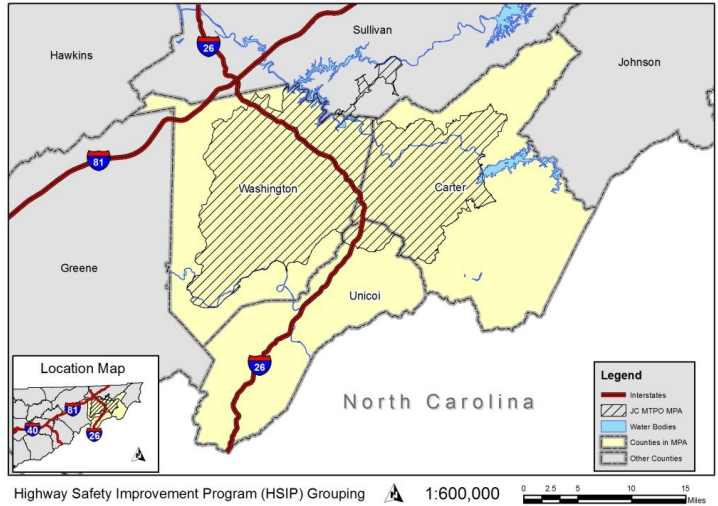 Sullivan
Hawkins
26
Johnson
81
Washington
Carter
Greene
Unicoi
26
North Carolina
Location Map
81
40
26
Legend
Interstates
JC MTPO MPA
Water Bodies
Counties in MPA
Other Counties
Highway Safety Improvement Program (HSIP) Grouping
1:600,000
0 2.5 5 10 15
Miles